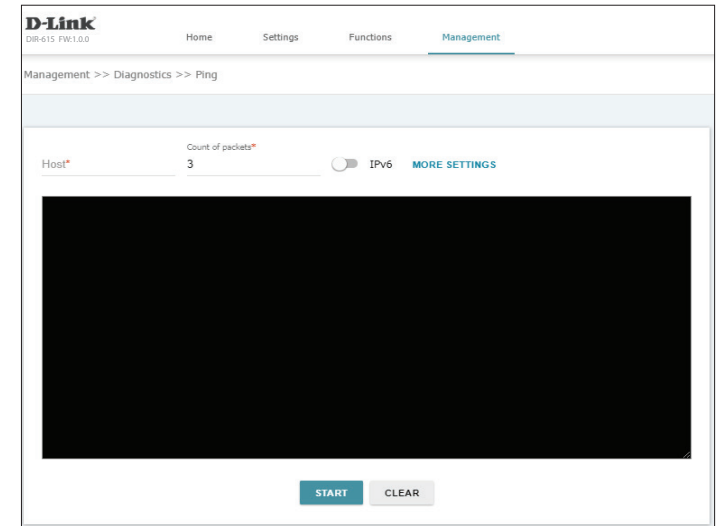 D-Link
DIR-615 FW:1.0.0
Home Settings Functions Management
Management >> Diagnostics >> Ping
Count of packets*
Host* 3 IPv6 MORE SETTINGS
START CLEAR